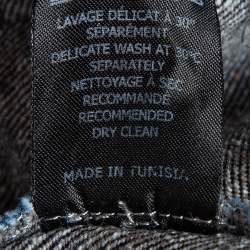 LAVAGE DÉLICAT A 30°
SÉPARÉMENT
DELICATE WASH AT 30°C
SEPARATELY
NETTOYAGE À SEC
RECOMMANDÉ
RECOMMENDED
DRY CLEAN
MADE IN TUNISIA